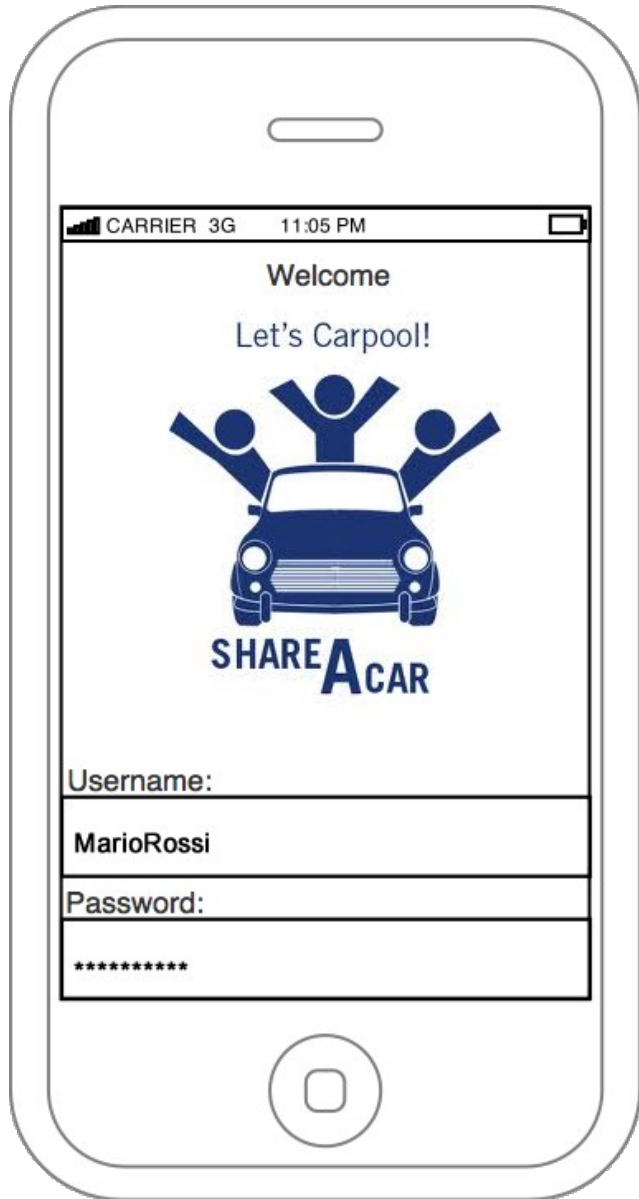 CARRIER 3G 11:05 PM
Welcome
Let's Carpool!
SHARE A CAR
Username:
MarioRossi
Password:
**********